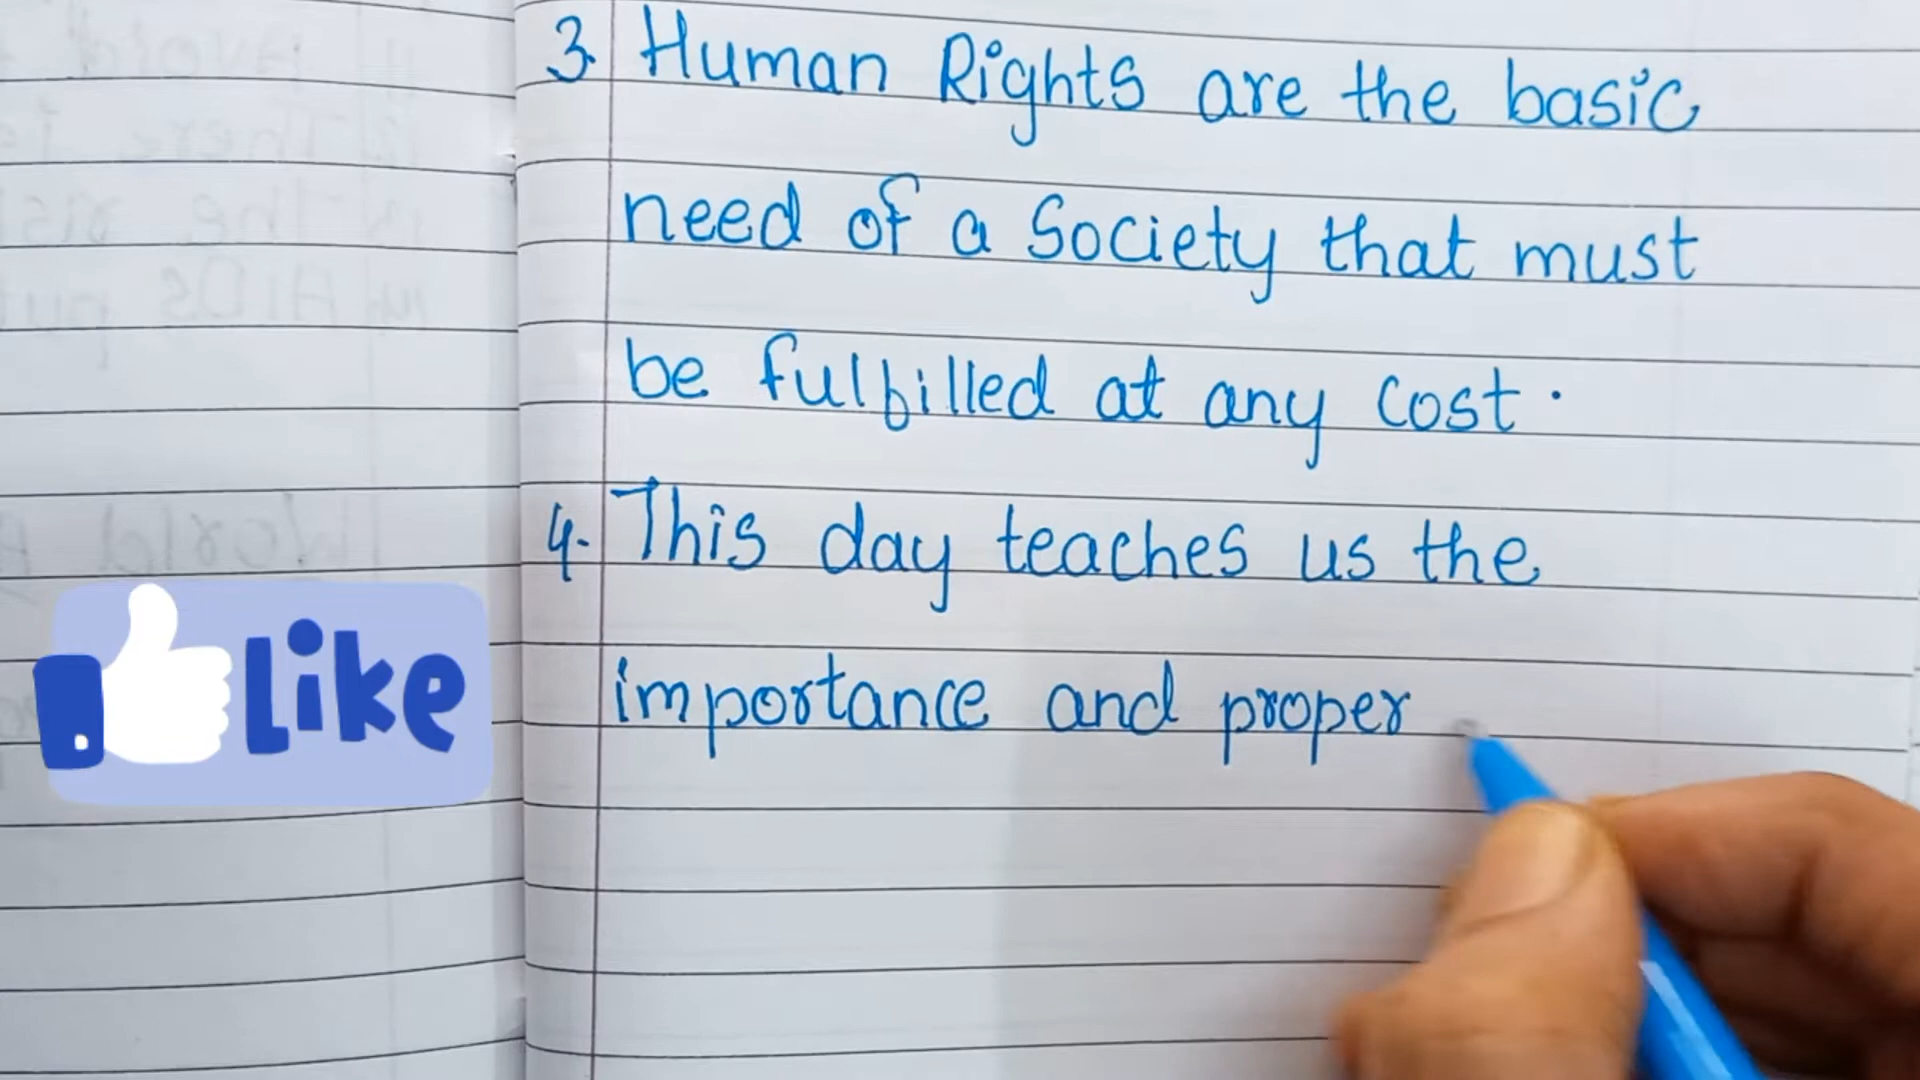 3. Human Rights are the basic
need of a Society that must
be fulfilled at any cost.
4. This day teaches us the
importance and proper
Like